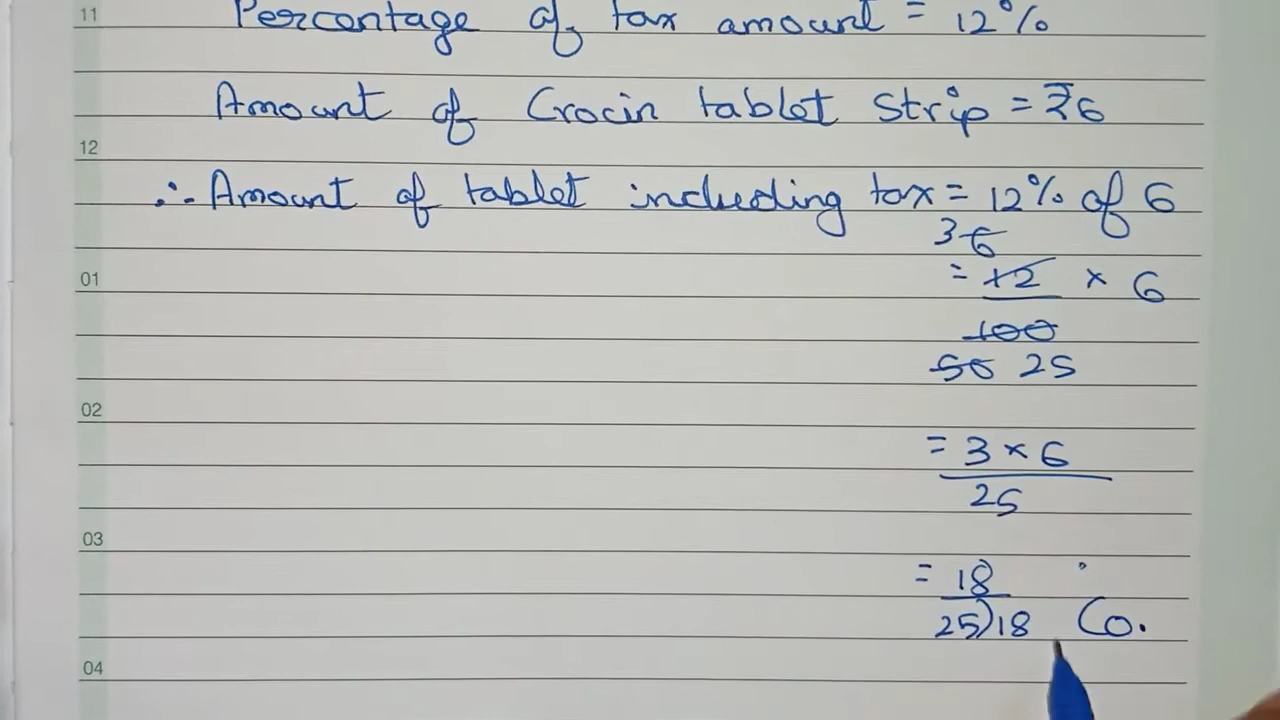 11
Percentage of tax amount = 12%
Amount of Crocin tablet strip = ₹6
12
∴ Amount of tablet including tax = 12% of 6
3 6
01
= 12 × 6
100
50 25
02
= 3 × 6
25
03
= 18
25)18 (0.
04